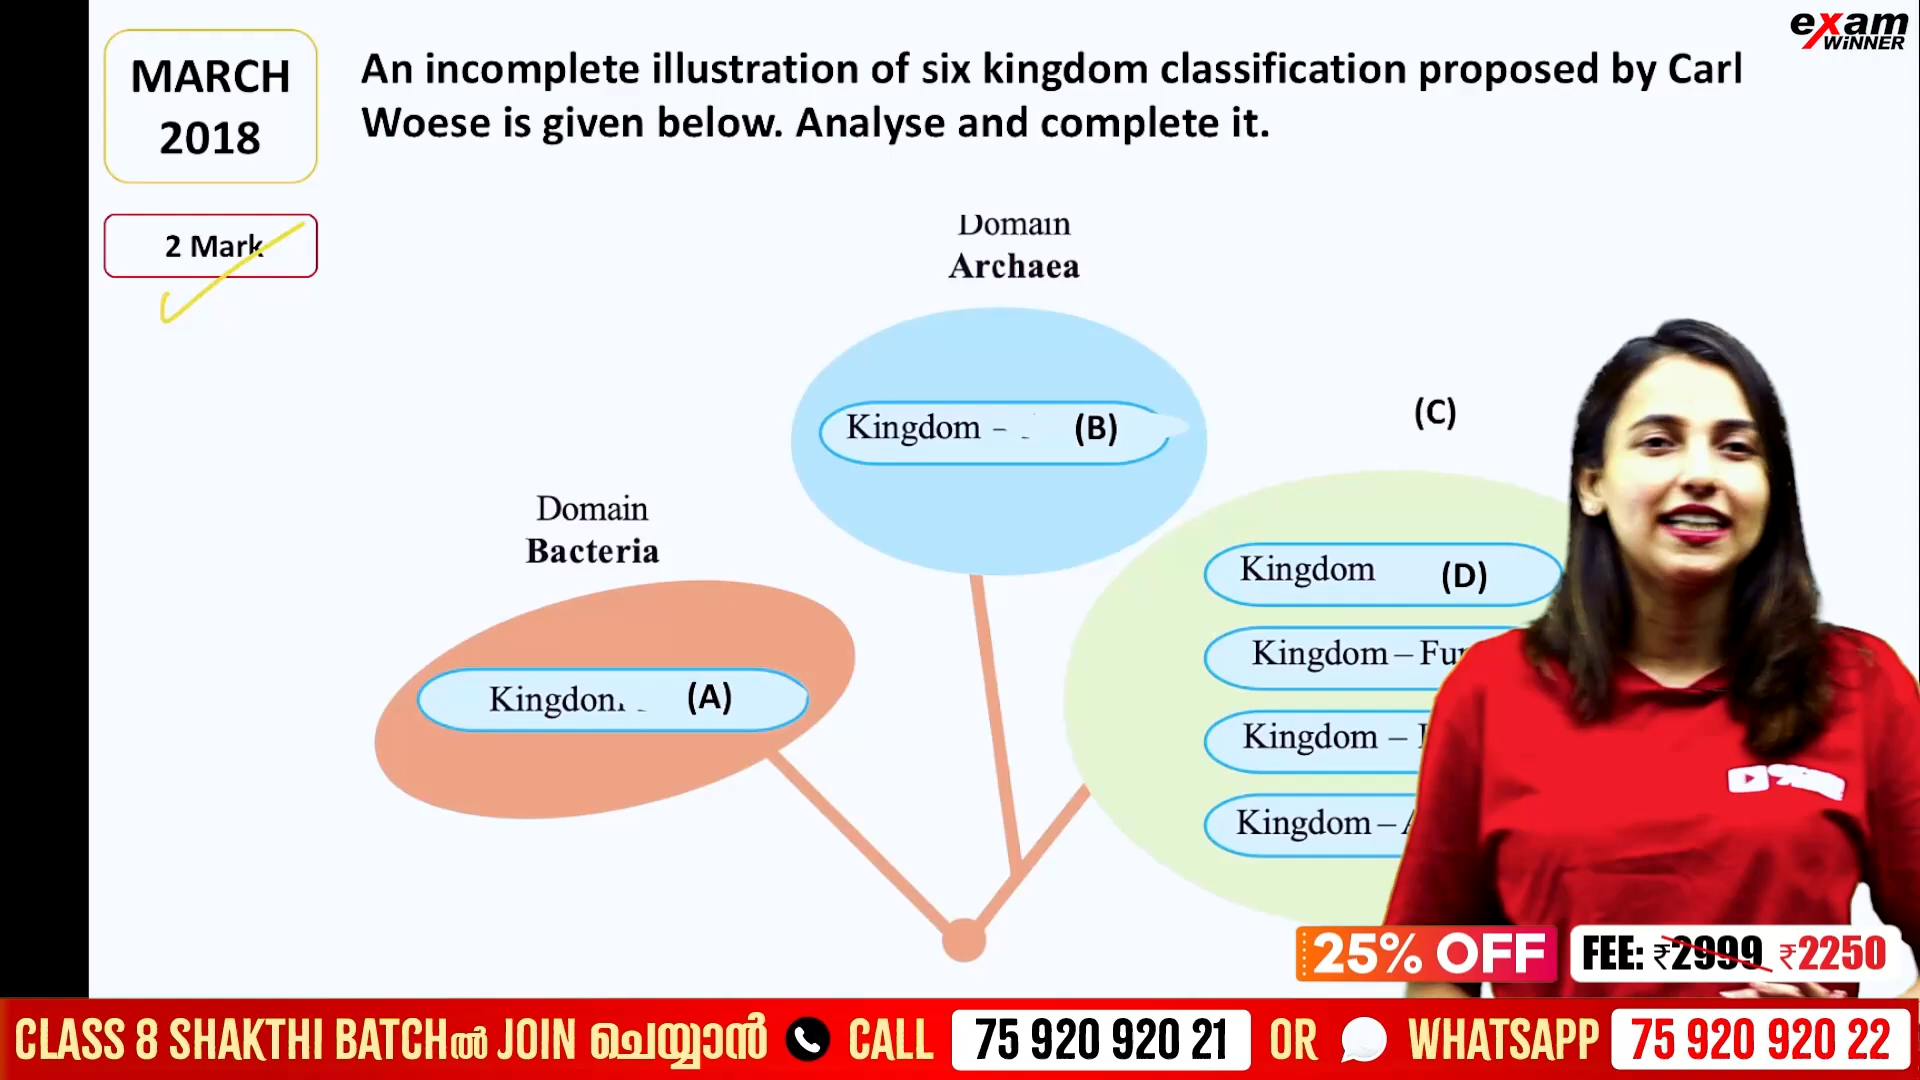 exam
WiNNER
MARCH
2018
An incomplete illustration of six kingdom classification proposed by Carl
Woese is given below. Analyse and complete it.
2 Mark
Domain
Archaea
Kingdom – (B)
(C)
Domain
Bacteria
Kingdom (D)
Kingdom –
Kingdom (A)
Kingdom –
Kingdom –
25% OFF
FEE: ₹2999 ₹2250
CLASS 8 SHAKTHI BATCHൽ JOIN ചെയ്യാൻ CALL 75 920 920 21 OR WHATSAPP 75 920 920 22